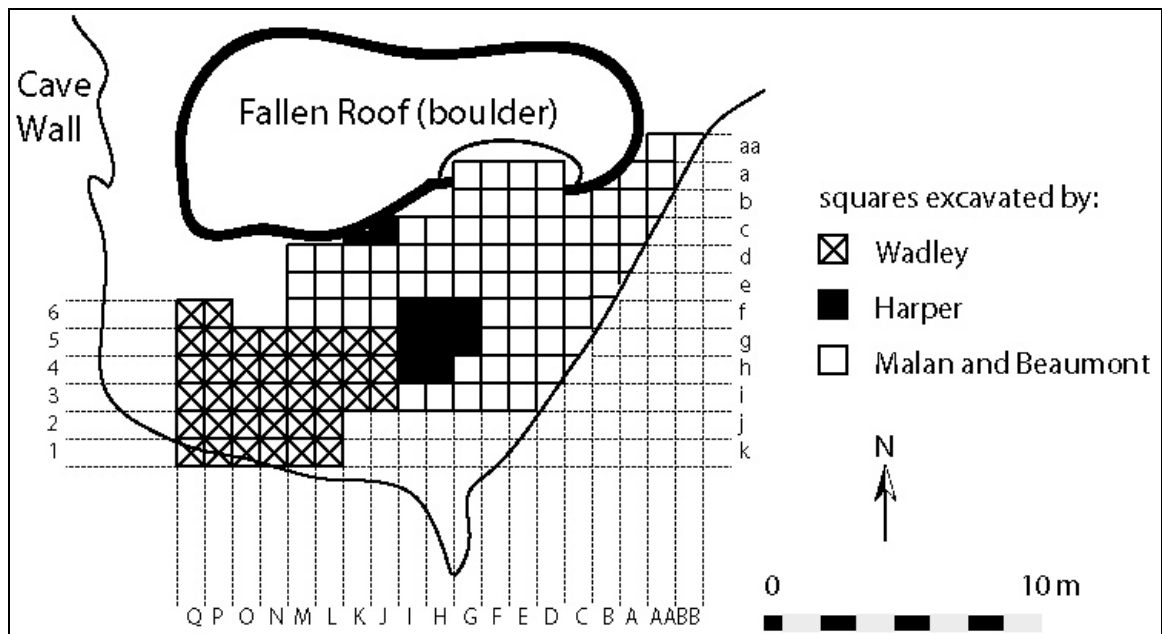 Cave
Wall
Fallen Roof (boulder)
aa
a
b
c
d
e
f
g
h
i
j
k
6
5
4
3
2
1
squares excavated by:
Wadley
Harper
Malan and Beaumont
N
0 10 m
Q P O N M L K J I H G F E D C B A AA BB